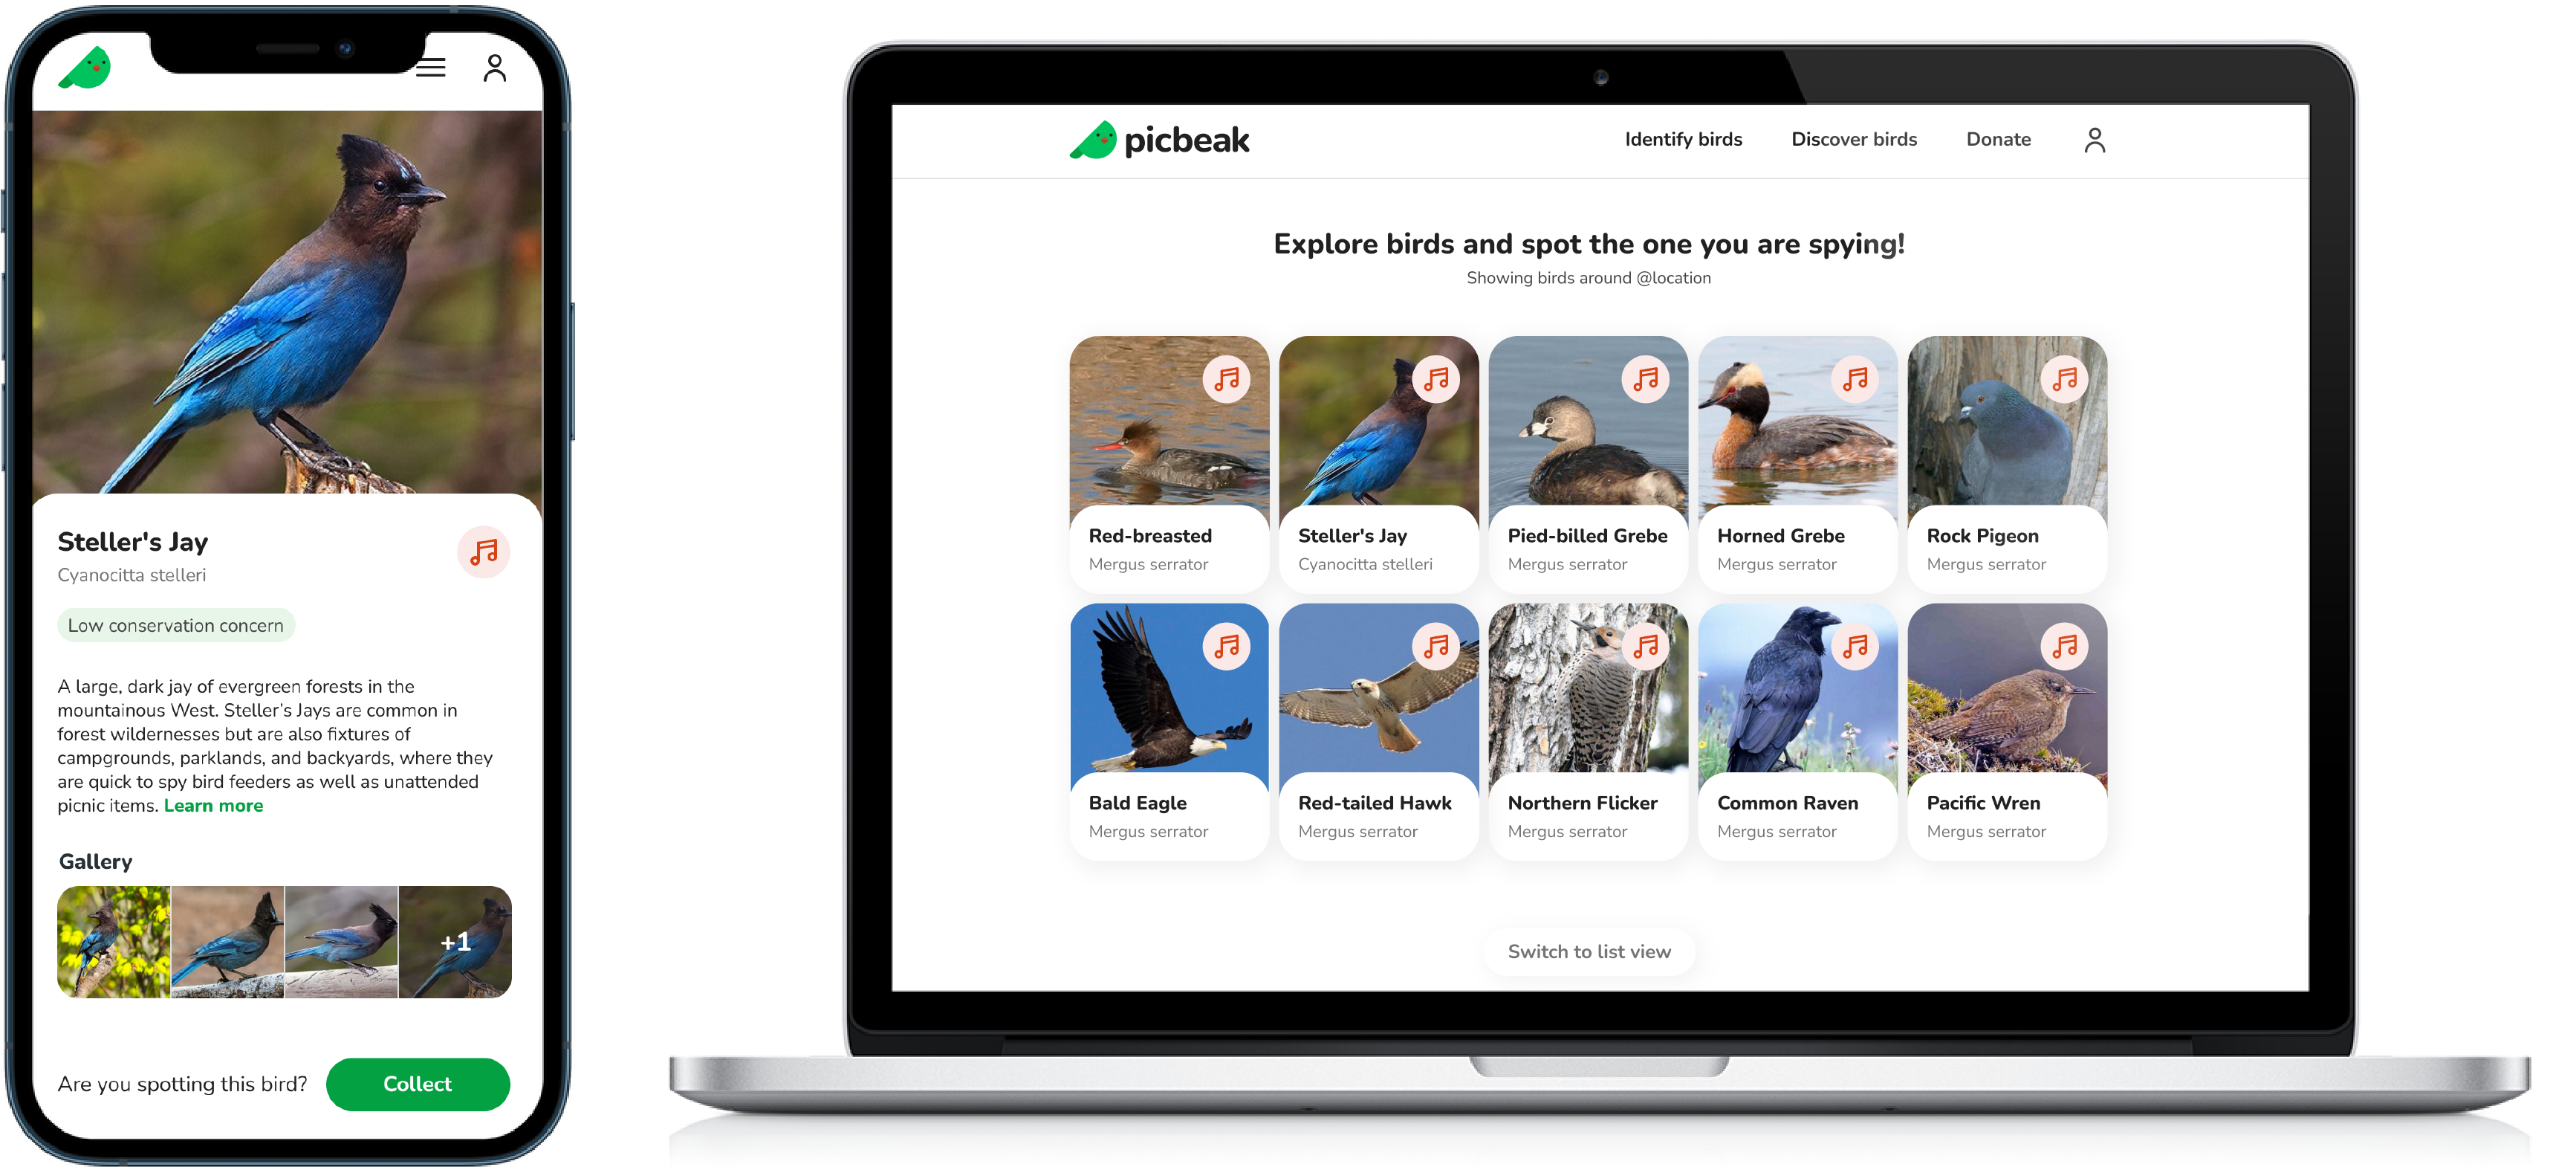 Steller's Jay
Cyanocitta stelleri
Low conservation concern
A large, dark jay of evergreen forests in the
mountainous West. Steller's Jays are common in
forest wildernesses but are also fixtures of
campgrounds, parklands, and backyards, where they
are quick to spy bird feeders as well as unattended
picnic items. Learn more
Gallery
+1
Are you spotting this bird? Collect
picbeak
Identify birds Discover birds Donate
Explore birds and spot the one you are spying!
Showing birds around @location
Red-breasted
Mergus serrator
Steller's Jay
Cyanocitta stelleri
Pied-billed Grebe
Mergus serrator
Horned Grebe
Mergus serrator
Rock Pigeon
Mergus serrator
Bald Eagle
Mergus serrator
Red-tailed Hawk
Mergus serrator
Northern Flicker
Mergus serrator
Common Raven
Mergus serrator
Pacific Wren
Mergus serrator
Switch to list view